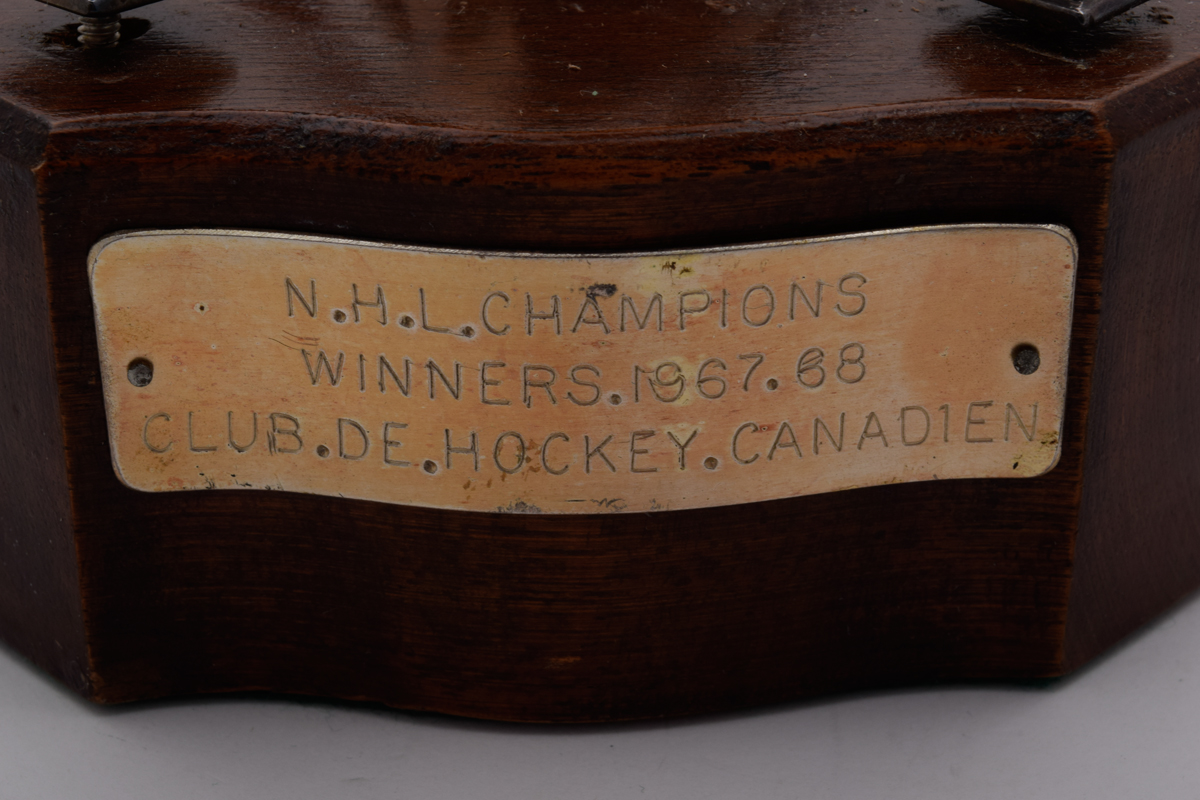 N.H.L.CHAMPIONS
WINNERS.1967.68
CLUB.DE.HOCKEY.CANADIEN